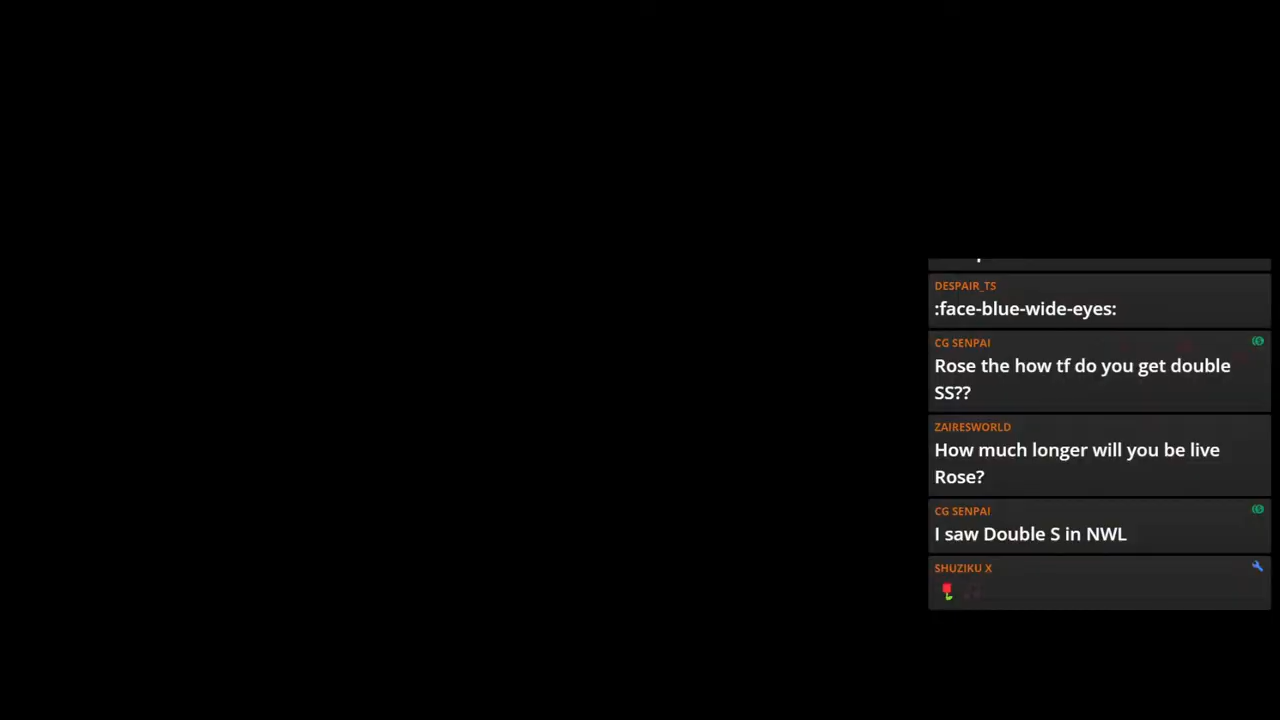 DESPAIR_TS
:face-blue-wide-eyes:
CG SENPAI
Rose the how tf do you get double
SS??
ZAIRESWORLD
How much longer will you be live
Rose?
CG SENPAI
I saw Double S in NWL
SHUZIKU X